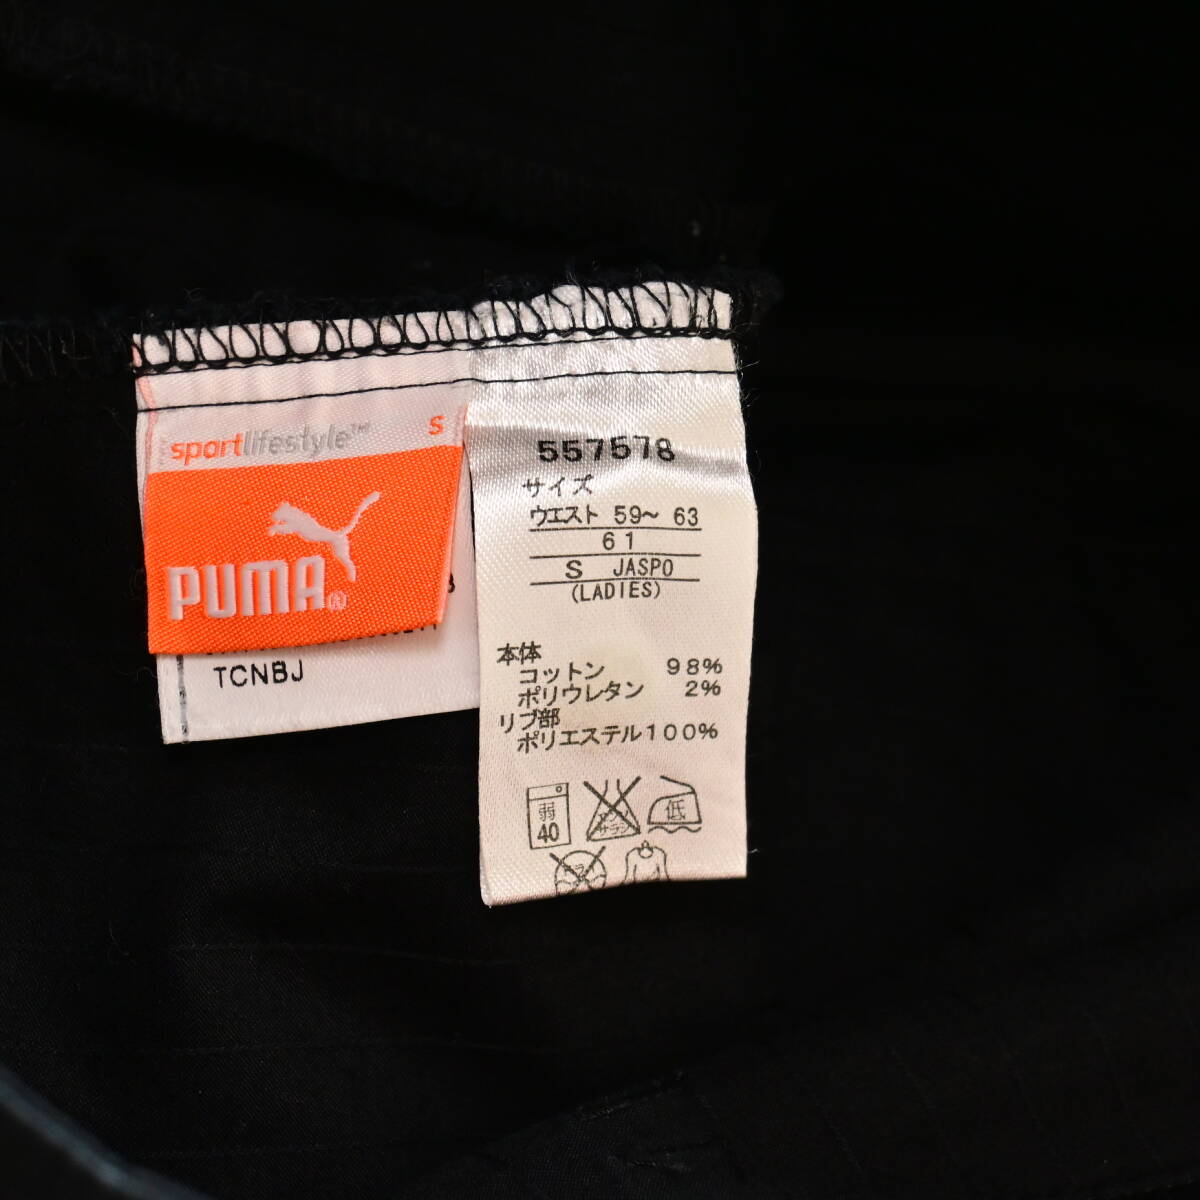 sportlifestyle™ S
PUMA®
TCNBJ
557578
サイズ
ウエスト 59～ 63
61
S JASPO
(LADIES)
本体
コットン 98%
ポリウレタン 2%
リブ部
ポリエステル100%
弱
40
低